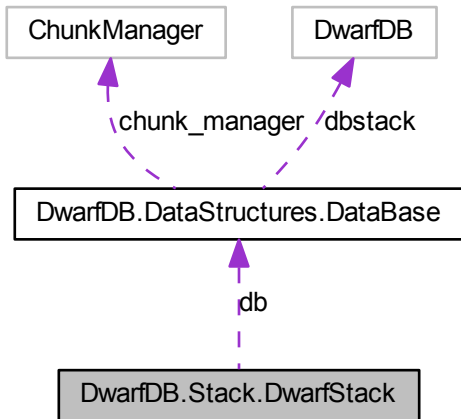 ChunkManager
DwarfDB
chunk_manager
dbstack
DwarfDB.DataStructures.DataBase
db
DwarfDB.Stack.DwarfStack